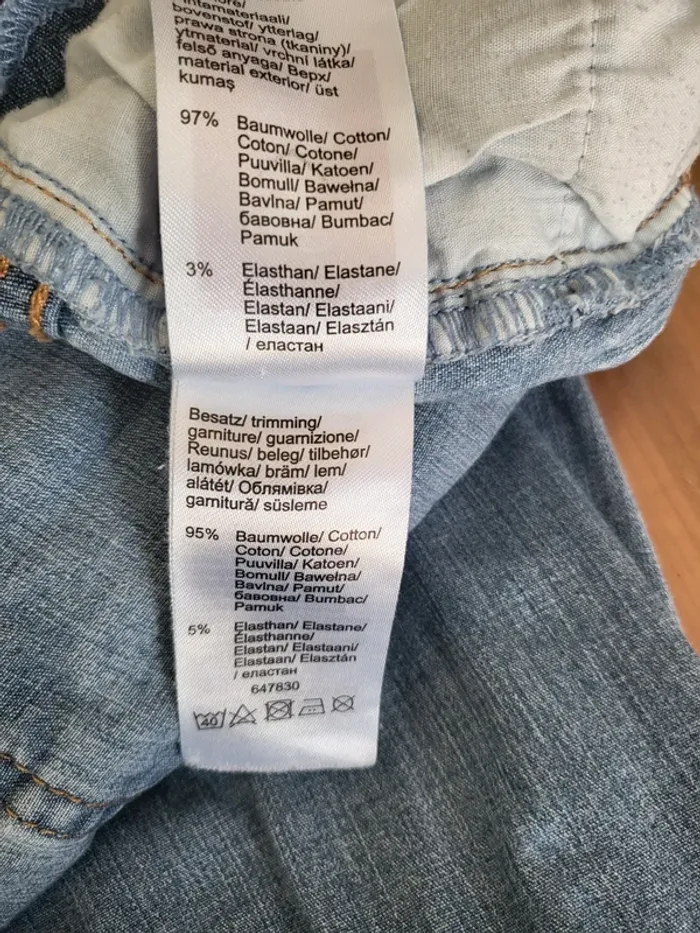 intamateriaali/
bovenstof/ ytterlag/
prawa strona (tkaniny)/
ytmaterial/ vrchní látka/
felső anyaga/ Верх/
material exterior/ üst
kumaş
97% Baumwolle/ Cotton/
Coton/ Cotone/
Puuvilla/ Katoen/
Bomull/ Bawełna/
Bavlna/ Pamut/
бавовна/ Bumbac/
Pamuk
3% Elasthan/ Elastane/
Élasthanne/
Elastan/ Elastaani/
Elastaan/ Elasztán
/ еластан
Besatz/ trimming/
garniture/ guarnizione/
Reunus/ beleg/ tilbehør/
lamówka/ bräm/ lem/
alátét/ Облямівка/
garnitură/ süsleme
95% Baumwolle/ Cotton/
Coton/ Cotone/
Puuvilla/ Katoen/
Bomull/ Bawełna/
Bavlna/ Pamut/
бавовна/ Bumbac/
Pamuk
5% Elasthan/ Elastane/
Élasthanne/
Elastan/ Elastaani/
Elastaan/ Elasztán
/ еластан
647830
40